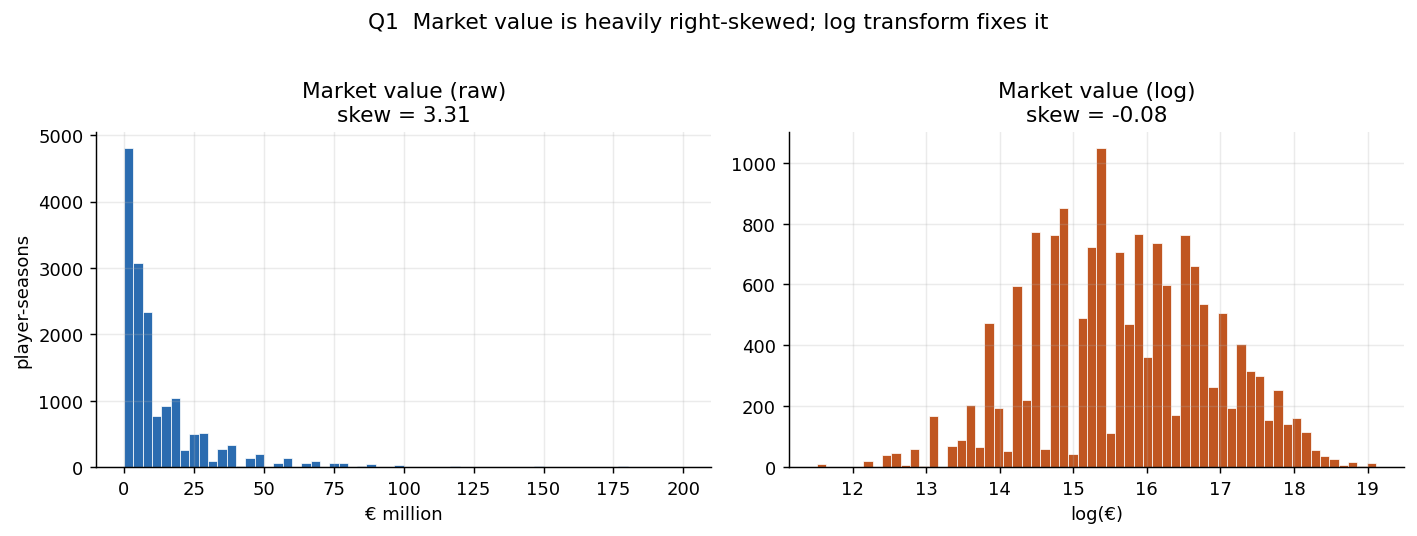 Q1  Market value is heavily right-skewed; log transform fixes it
Market value (raw)
skew = 3.31
5000
4000
3000
2000
1000
0
player-seasons
0 25 50 75 100 125 150 175 200
€ million
Market value (log)
skew = -0.08
1000
800
600
400
200
0
12 13 14 15 16 17 18 19
log(€)